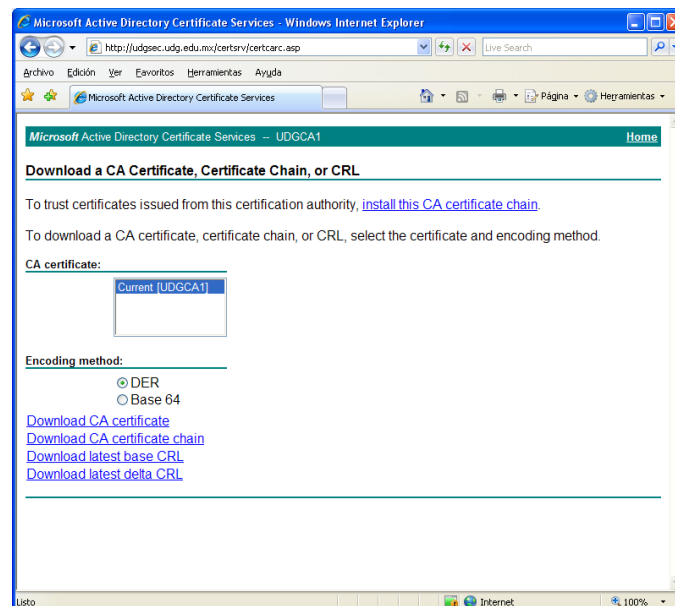 Microsoft Active Directory Certificate Services - Windows Internet Explorer
http://udgsec.udg.edu.mx/certsrv/certcarc.asp
Live Search
Archivo Edición Ver Favoritos Herramientas Ayuda
Microsoft Active Directory Certificate Services
Página
Herramientas
Microsoft Active Directory Certificate Services -- UDGCA1
Home
Download a CA Certificate, Certificate Chain, or CRL
To trust certificates issued from this certification authority, install this CA certificate chain.
To download a CA certificate, certificate chain, or CRL, select the certificate and encoding method.
CA certificate:
Current [UDGCA1]
Encoding method:
DER
Base 64
Download CA certificate
Download CA certificate chain
Download latest base CRL
Download latest delta CRL
Listo
Internet
100%